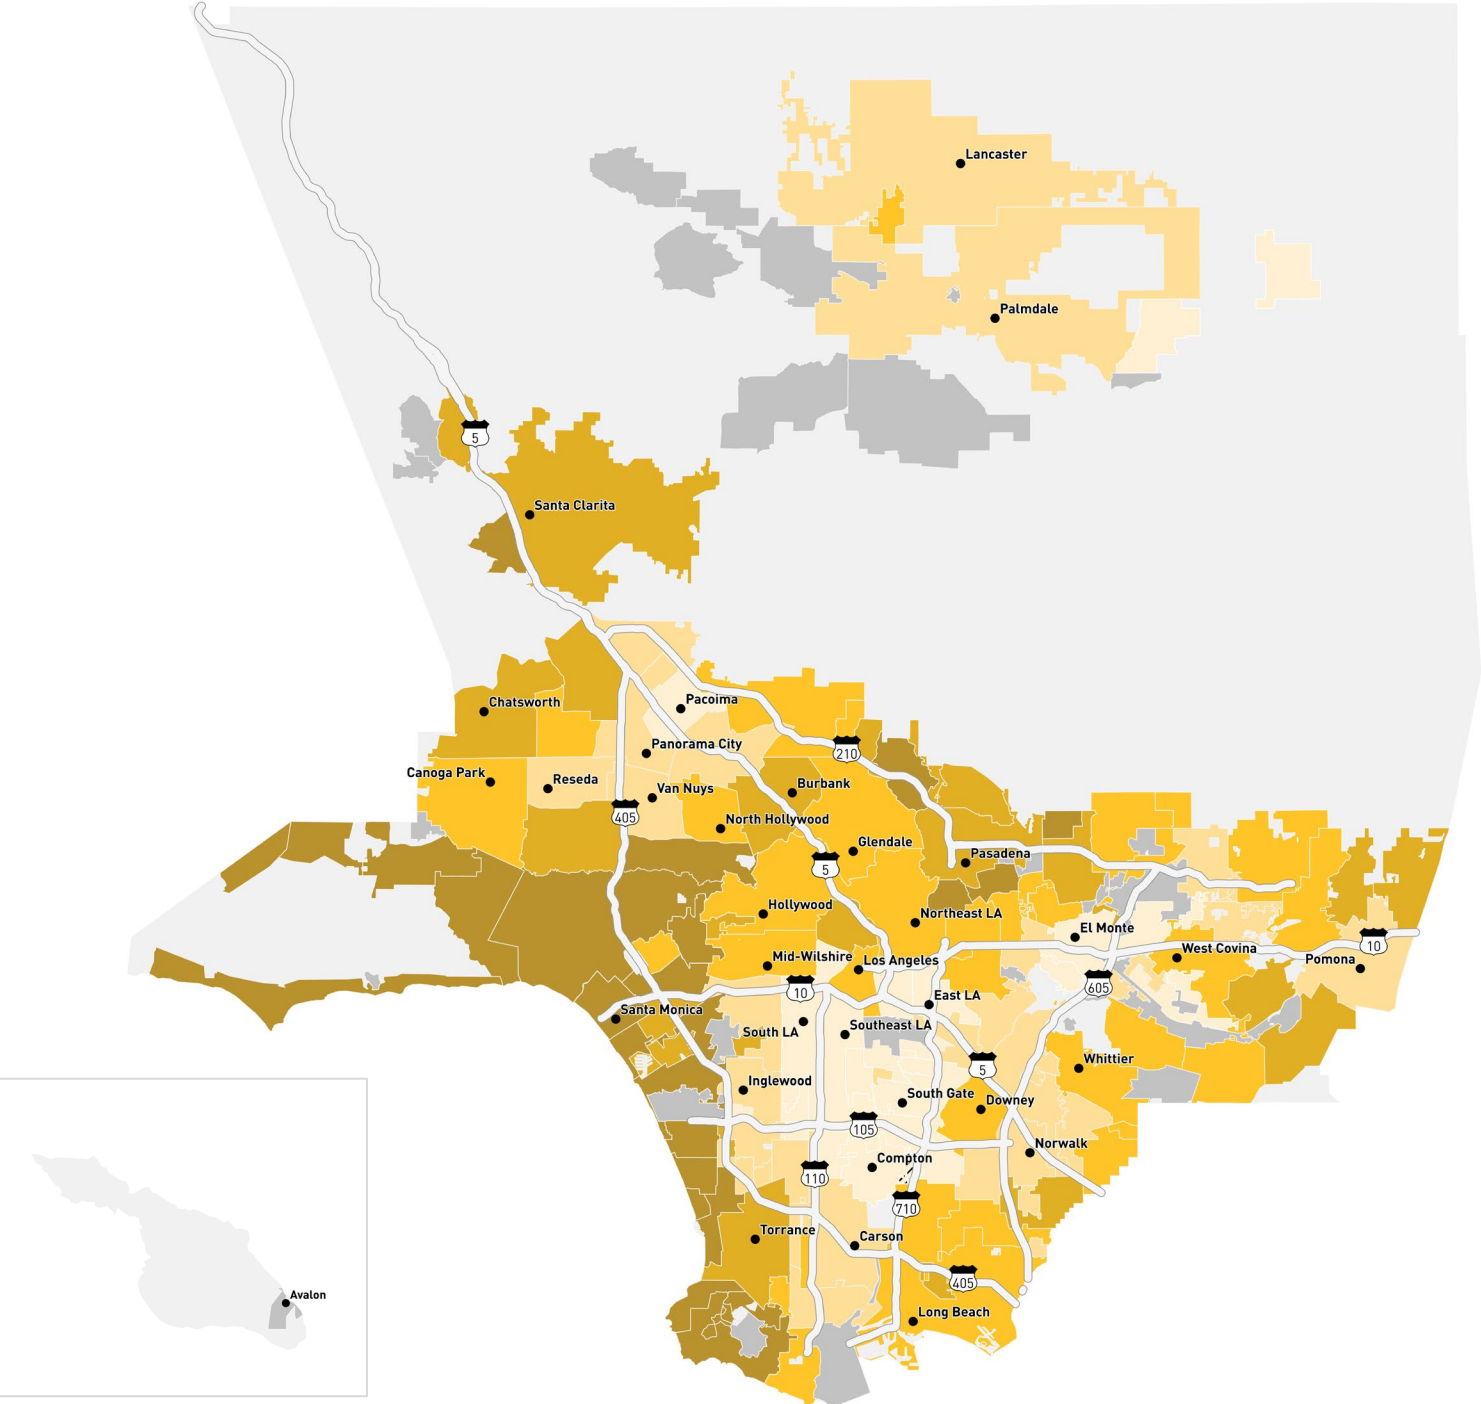 Lancaster
Palmdale
5
Santa Clarita
Chatsworth
Pacoima
Panorama City
210
Canoga Park
Reseda
Van Nuys
Burbank
405
North Hollywood
Glendale
Pasadena
5
Hollywood
Northeast LA
El Monte
10
West Covina
Mid-Wilshire
Los Angeles
Pomona
605
10
East LA
Santa Monica
South LA
Southeast LA
5
Whittier
Inglewood
South Gate
Downey
105
Norwalk
Compton
110
710
Torrance
Carson
405
Avalon
Long Beach